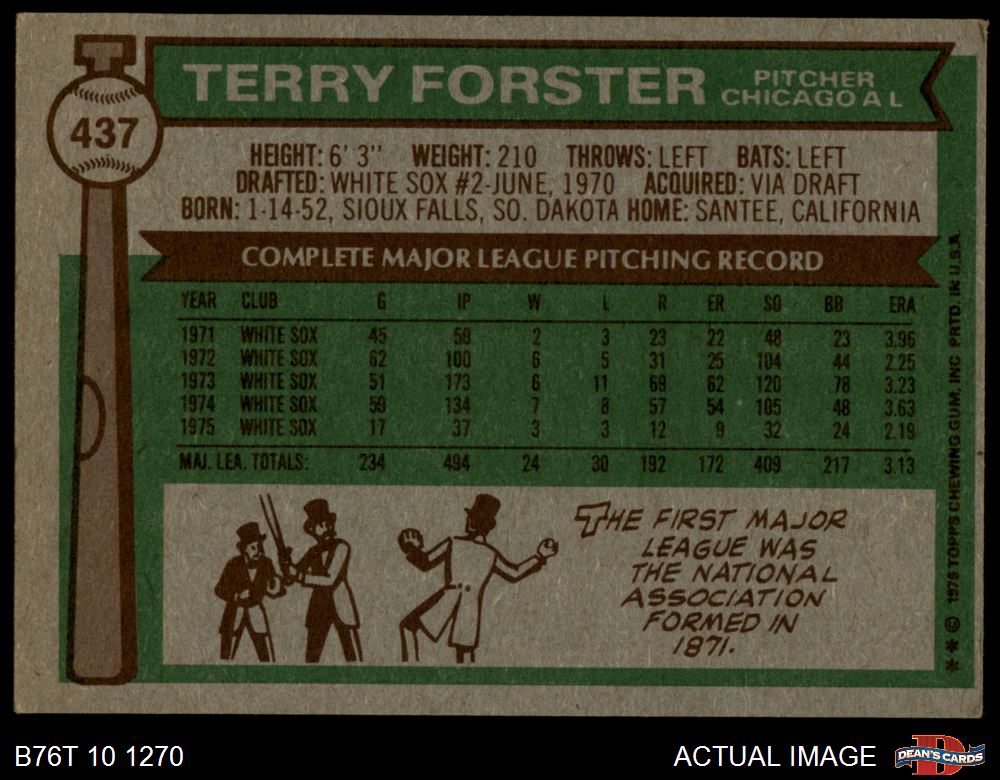 TERRY FORSTER PITCHER CHICAGO A L
437
HEIGHT: 6' 3" WEIGHT: 210 THROWS: LEFT BATS: LEFT
DRAFTED: WHITE SOX #2-JUNE, 1970 ACQUIRED: VIA DRAFT
BORN: 1-14-52, SIOUX FALLS, SO. DAKOTA HOME: SANTEE, CALIFORNIA
COMPLETE MAJOR LEAGUE PITCHING RECORD
YEAR CLUB G IP W L R ER SO BB ERA
1971 WHITE SOX 45 50 2 3 23 22 48 23 3.96
1972 WHITE SOX 62 100 6 5 31 25 104 44 2.25
1973 WHITE SOX 51 173 6 11 69 62 120 78 3.23
1974 WHITE SOX 59 134 7 8 57 54 105 48 3.63
1975 WHITE SOX 17 37 3 3 12 9 32 24 2.19
MAJ. LEA. TOTALS: 234 494 24 30 192 172 409 217 3.13
THE FIRST MAJOR
LEAGUE WAS
THE NATIONAL
ASSOCIATION
FORMED IN
1871.
** © 1976 TOPPS CHEWING GUM, INC PRTD. IN U.S.A.
B76T 10 1270
ACTUAL IMAGE
D
DEAN'S CARDS